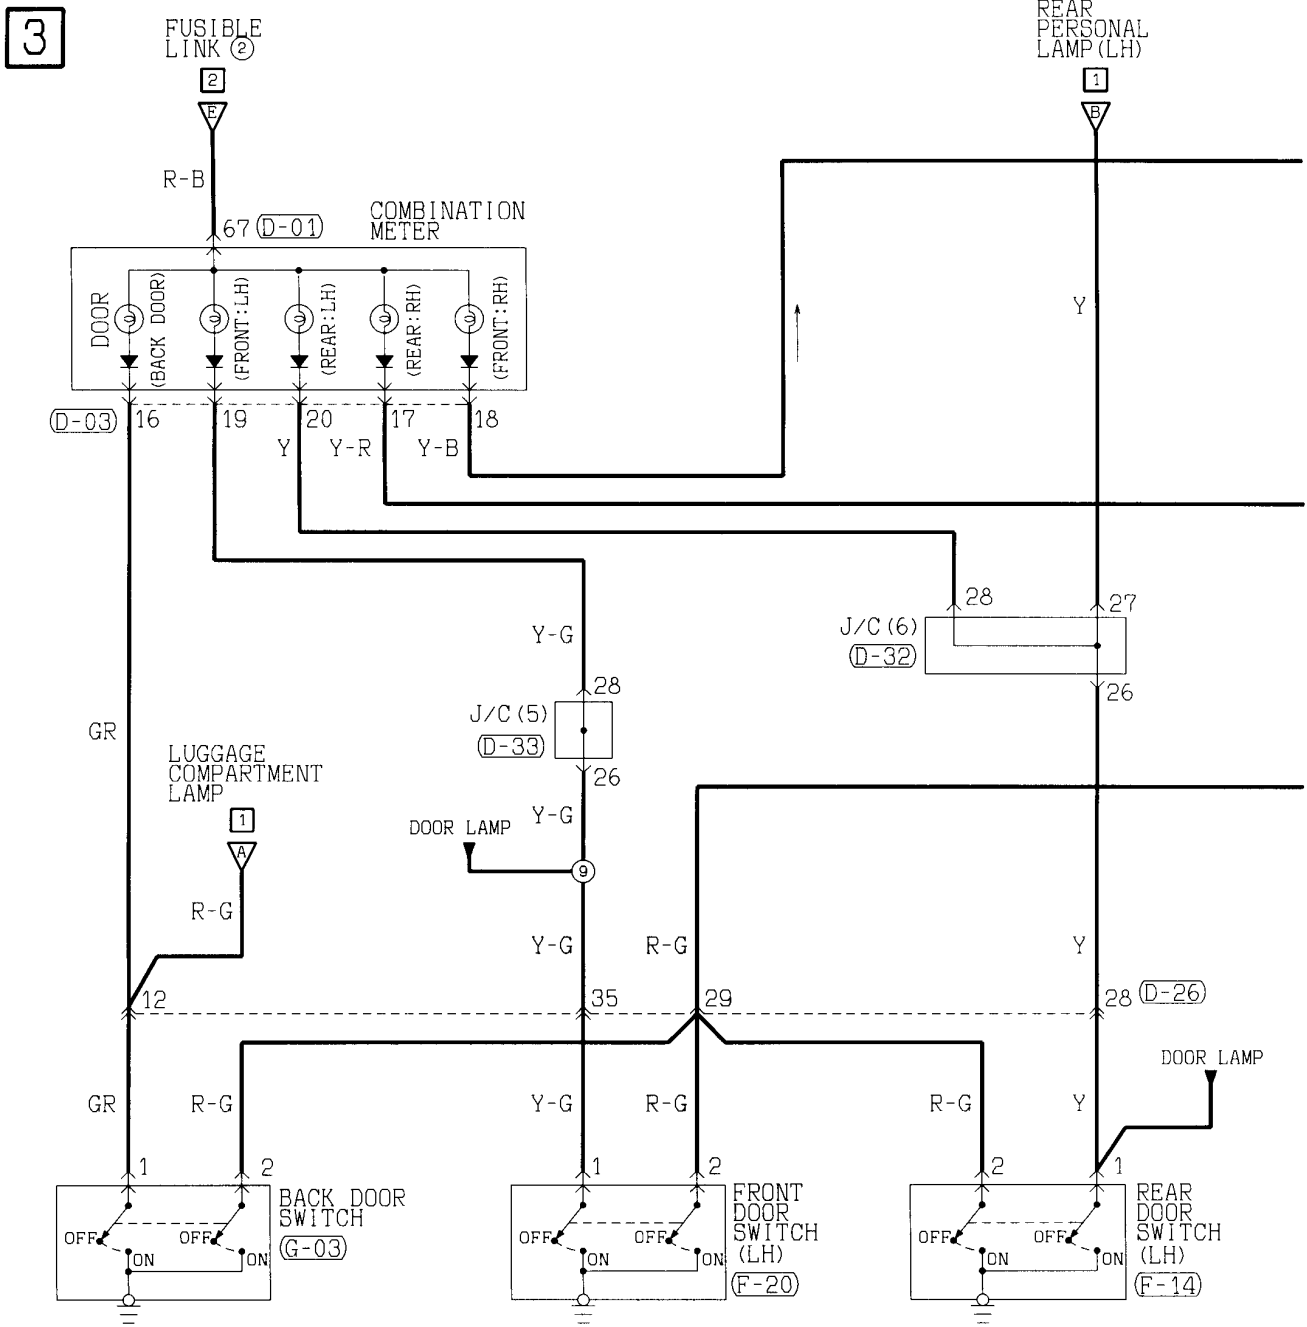 3
FUSIBLE
LINK ②
2
E
R-B
67 (D-01)
COMBINATION
METER
REAR
PERSONAL
LAMP (LH)
1
B
Y
DOOR
(BACK DOOR)
(FRONT:LH)
(REAR:LH)
(REAR:RH)
(FRONT:RH)
(D-03) 16 19 20 17 18
Y Y-R Y-B
28 27
J/C (6)
(D-32)
26
Y-G
28
J/C (5)
(D-33)
26
GR
LUGGAGE
COMPARTMENT
LAMP
1
A
R-G
Y-G
DOOR LAMP
9
Y-G R-G Y
12 35 29 28 (D-26)
DOOR LAMP
GR R-G Y-G R-G R-G Y
1 2 1 2 2 1
BACK DOOR
SWITCH
(G-03)
OFF OFF
ON ON
FRONT
DOOR
SWITCH
(LH)
(F-20)
OFF OFF
ON ON
REAR
DOOR
SWITCH
(LH)
(F-14)
OFF OFF
ON ON